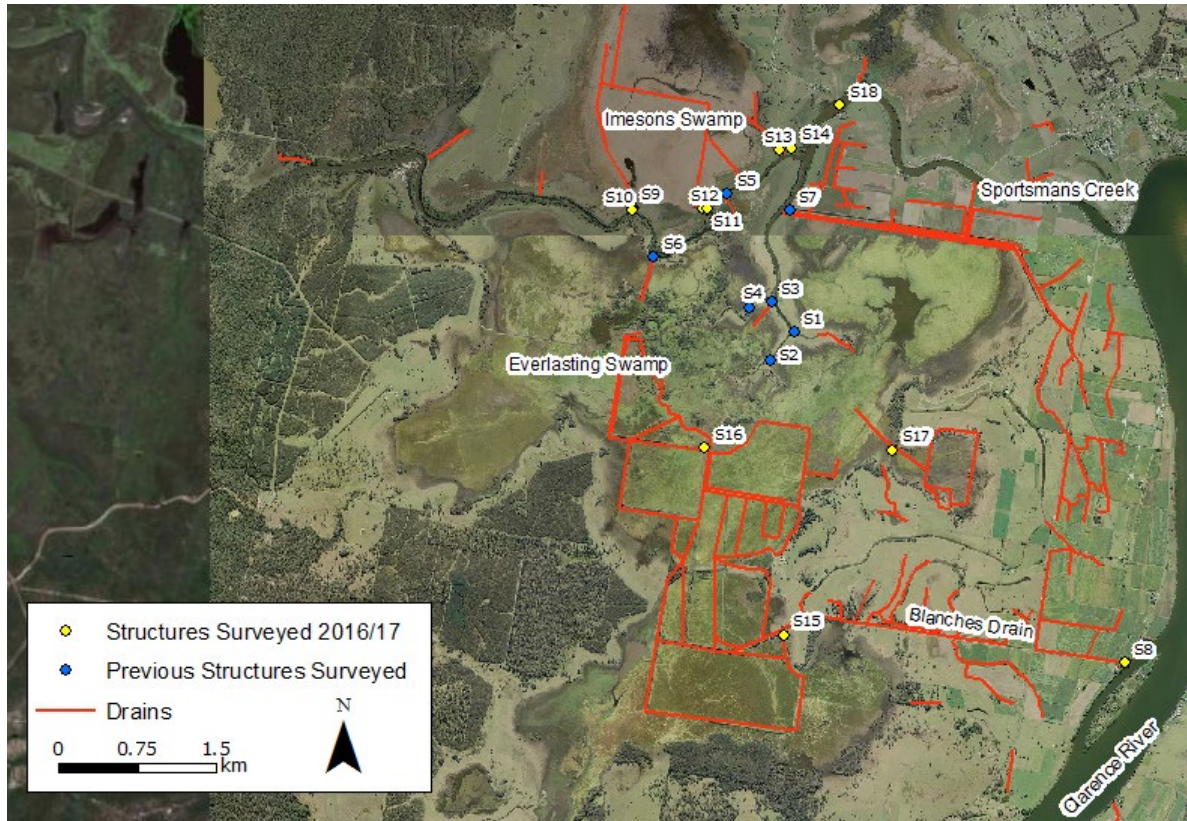 S18
Imesons Swamp
S13
S14
Sportsmans Creek
S5
S10
S9
S12
S11
S7
S6
S4
S3
S1
S2
Everlasting Swamp
S16
S17
S15
Blanches Drain
S8
Clarence River
Structures Surveyed 2016/17
Previous Structures Surveyed
Drains
N
0 0.75 1.5
km